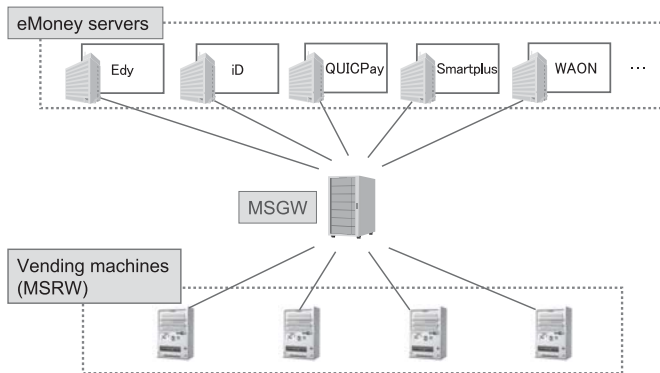 eMoney servers
Edy
iD
QUICPay
Smartplus
WAON
…
MSGW
Vending machines
(MSRW)